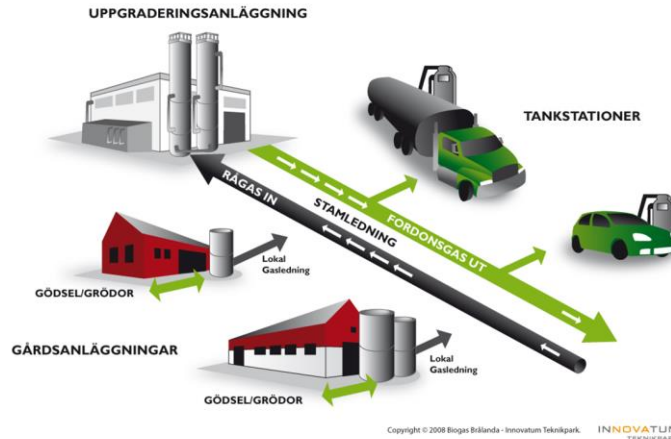 UPPGRADERINGSANLÄGGNING
TANKSTATIONER
RÅGAS IN
STAMLEDNING
FORDONSGAS UT
Lokal
Gasledning
GÖDSEL/GRÖDOR
GÅRDSANLÄGGNINGAR
Lokal
Gasledning
GÖDSEL/GRÖDOR
Copyright © 2008 Biogas Brålanda - Innovatum Teknikpark.
INNOVATUM